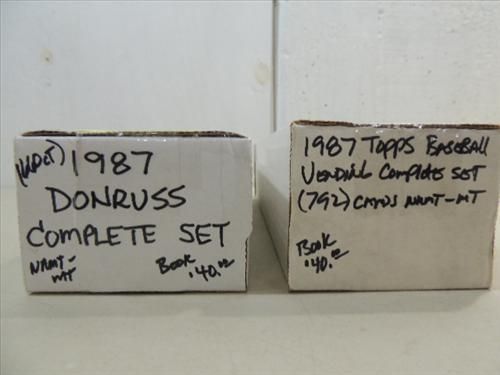 1987
DONRUSS
COMPLETE SET
NRMT-
MT
Book
$40.00
1987 TOPPS BASEBALL
VENDING COMPLETE SET
(792) CARDS NRMT-MT
Book
$40.00